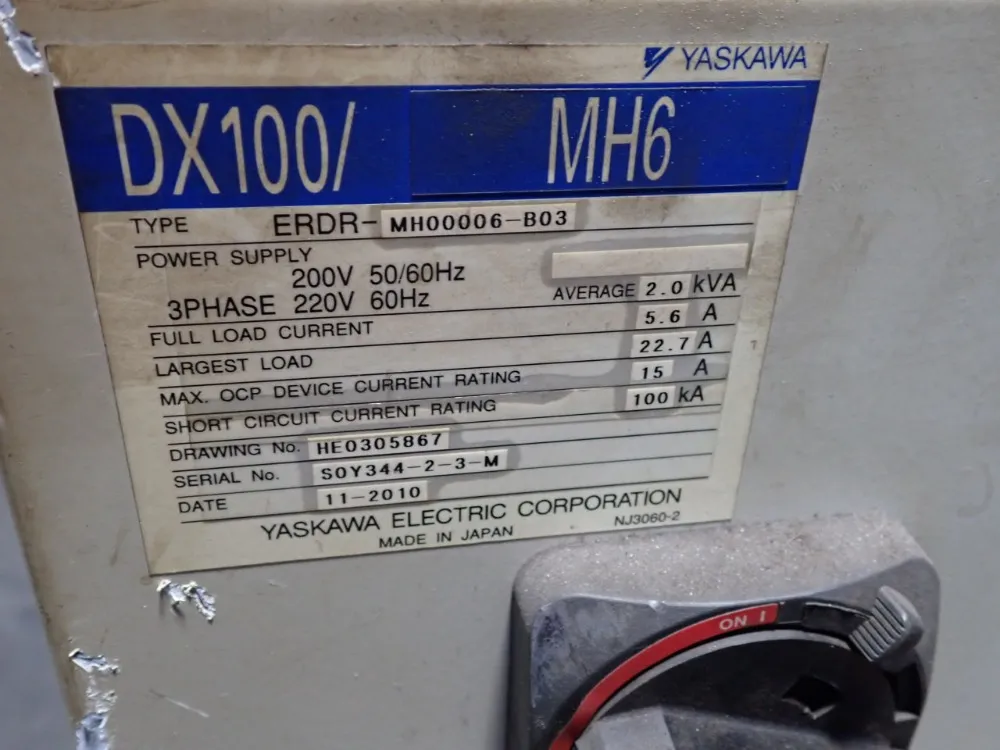 YASKAWA
DX100/ MH6
TYPE ERDR-MH00006-B03
POWER SUPPLY
200V 50/60Hz
3PHASE 220V 60Hz AVERAGE 2.0 kVA
FULL LOAD CURRENT 5.6 A
LARGEST LOAD 22.7 A
MAX. OCP DEVICE CURRENT RATING 15 A
SHORT CIRCUIT CURRENT RATING 100 kA
DRAWING No. HE0305867
SERIAL No. S0Y344-2-3-M
DATE 11-2010
YASKAWA ELECTRIC CORPORATION
MADE IN JAPAN NJ3060-2
ON I